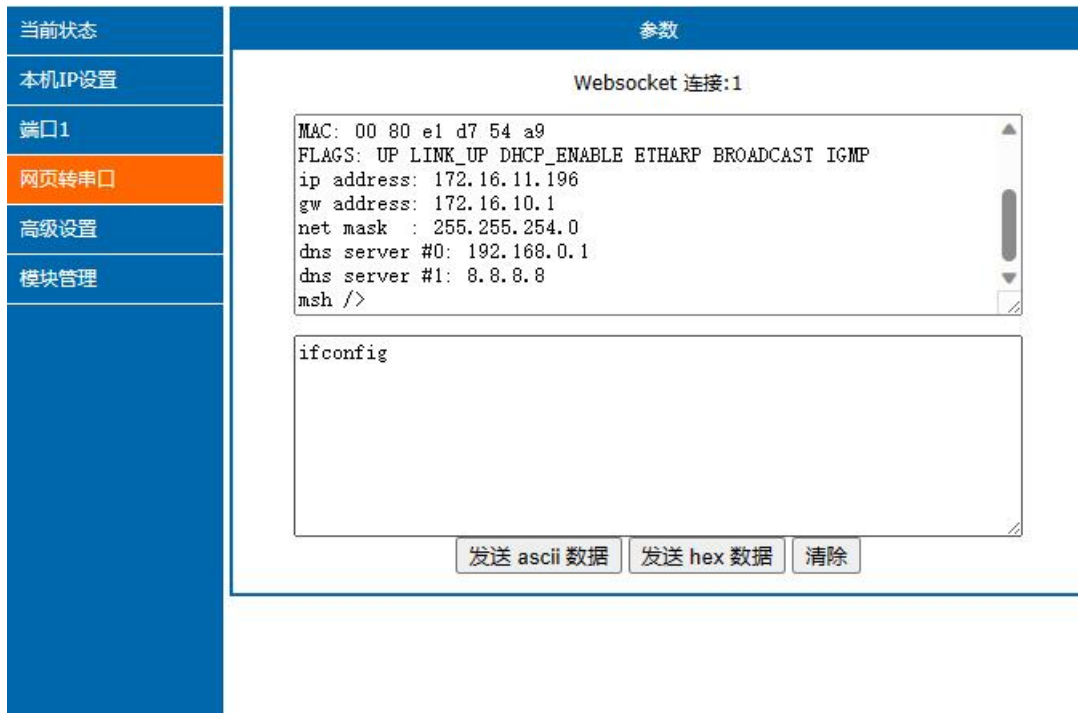 当前状态
本机IP设置
端口1
网页转串口
高级设置
模块管理
参数
Websocket 连接:1
MAC: 00 80 e1 d7 54 a9
FLAGS: UP LINK_UP DHCP_ENABLE ETHARP BROADCAST IGMP
ip address: 172.16.11.196
gw address: 172.16.10.1
net mask  : 255.255.254.0
dns server #0: 192.168.0.1
dns server #1: 8.8.8.8
msh />
ifconfig
发送 ascii 数据 发送 hex 数据 清除